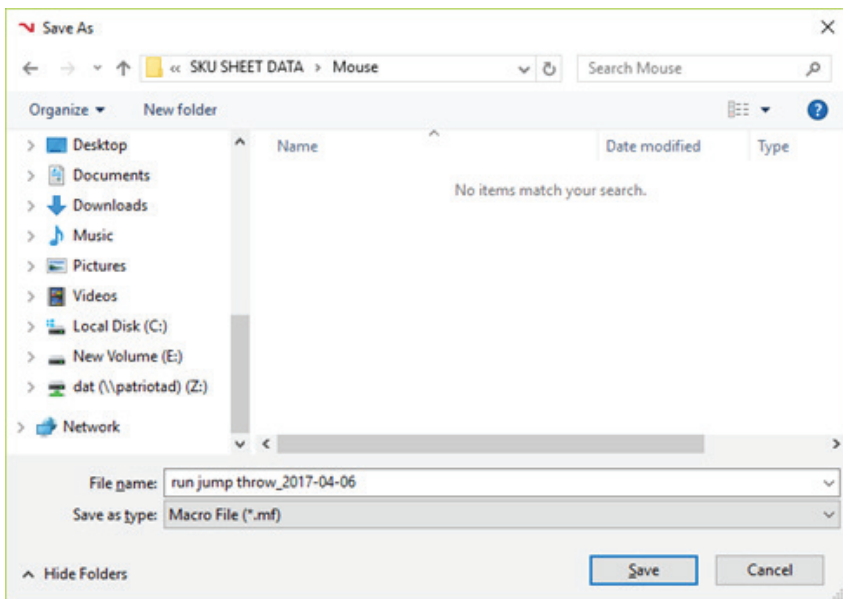 Save As
« SKU SHEET DATA > Mouse
Search Mouse
Organize
New folder
Name
Date modified
Type
No items match your search.
Desktop
Documents
Downloads
Music
Pictures
Videos
Local Disk (C:)
New Volume (E:)
dat (\\patriotad) (Z:)
Network
File name: run jump throw_2017-04-06
Save as type: Macro File (*.mf)
Hide Folders
Save
Cancel